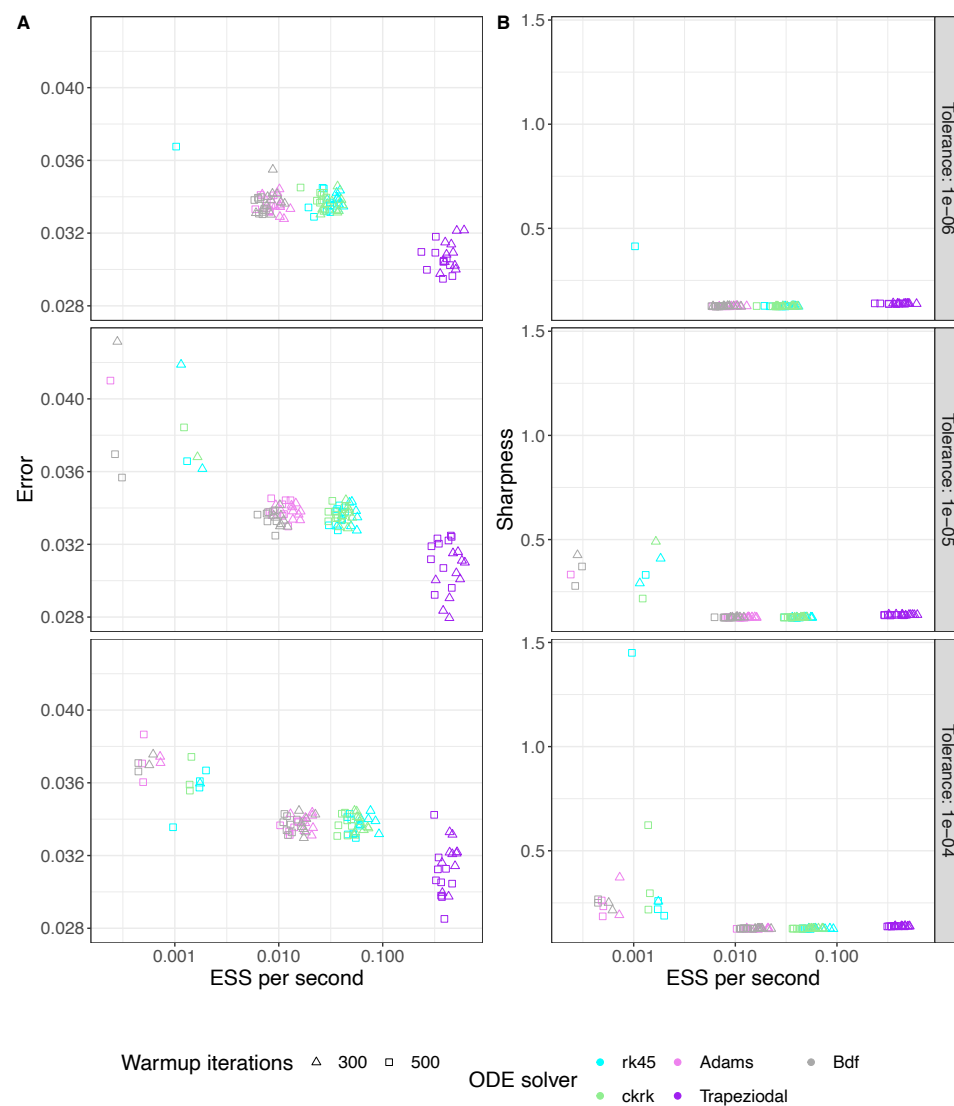 A
B
0.040
0.036
0.032
0.028
0.040
0.036
0.032
0.028
0.040
0.036
0.032
0.028
Error
0.001 0.010 0.100
ESS per second
1.5
1.0
0.5
1.5
1.0
0.5
1.5
1.0
0.5
Sharpness
0.001 0.010 0.100
ESS per second
Tolerance: 1e-06
Tolerance: 1e-05
Tolerance: 1e-04
Warmup iterations 300 500
ODE solver
rk45 Adams Bdf
ckrk Trapeziodal